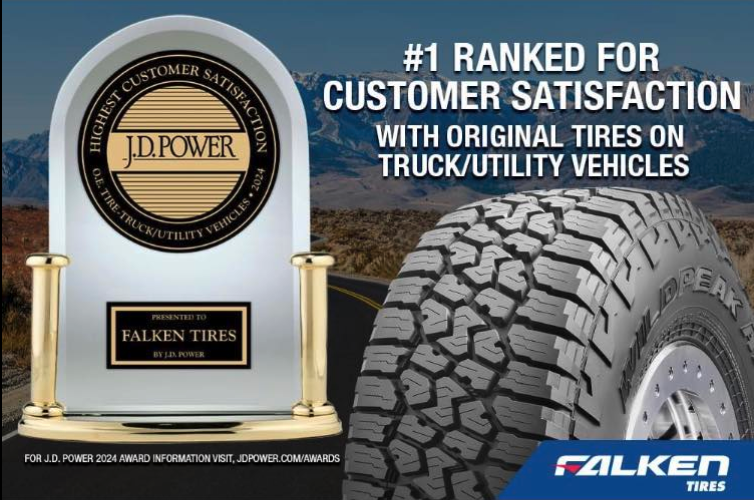 #1 RANKED FOR
CUSTOMER SATISFACTION
WITH ORIGINAL TIRES ON
TRUCK/UTILITY VEHICLES
HIGHEST CUSTOMER SATISFACTION
J.D. POWER
O.E. TIRE-TRUCK/UTILITY VEHICLES • 2024
PRESENTED TO
FALKEN TIRES
BY J.D. POWER
WILDPEAK
FOR J.D. POWER 2024 AWARD INFORMATION VISIT, JDPOWER.COM/AWARDS
FALKEN
TIRES